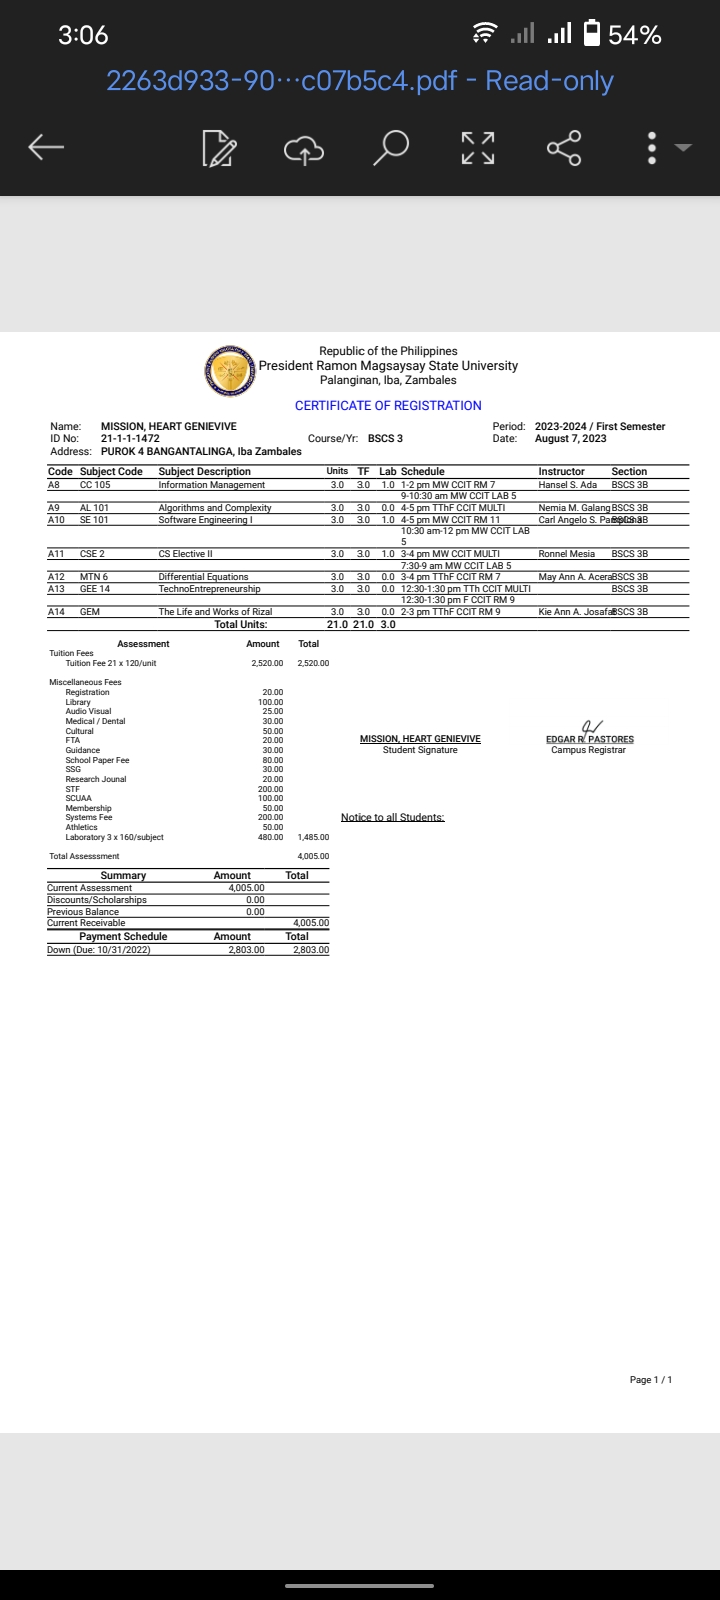 3:06 54%
2263d933-90···c07b5c4.pdf - Read-only
Republic of the Philippines
President Ramon Magsaysay State University
Palanginan, Iba, Zambales
CERTIFICATE OF REGISTRATION
Name: MISSION, HEART GENIEVIVE Period: 2023-2024 / First Semester
ID No: 21-1-1-1472 Course/Yr: BSCS 3 Date: August 7, 2023
Address: PUROK 4 BANGANTALINGA, Iba Zambales
Code Subject Code Subject Description Units TF Lab Schedule Instructor Section
A8 CC 105 Information Management 3.0 3.0 1.0 1-2 pm MW CCIT RM 7 Hansel S. Ada BSCS 3B
9-10:30 am MW CCIT LAB 5
A9 AL 101 Algorithms and Complexity 3.0 3.0 0.0 4-5 pm TThF CCIT MULTI Nemia M. Galang BSCS 3B
A10 SE 101 Software Engineering I 3.0 3.0 1.0 4-5 pm MW CCIT RM 11 Carl Angelo S. BSCS 3B
10:30 am-12 pm MW CCIT LAB
5
A11 CSE 2 CS Elective II 3.0 3.0 1.0 3-4 pm MW CCIT MULTI Ronnel Mesia BSCS 3B
7:30-9 am MW CCIT LAB 5
A12 MTN 6 Differential Equations 3.0 3.0 0.0 3-4 pm TThF CCIT RM 7 May Ann A. Acera BSCS 3B
A13 GEE 14 TechnoEntrepreneurship 3.0 3.0 0.0 12:30-1:30 pm TTh CCIT MULTI BSCS 3B
12:30-1:30 pm F CCIT RM 9
A14 GEM The Life and Works of Rizal 3.0 3.0 0.0 2-3 pm TThF CCIT RM 9 Kie Ann A. BSCS 3B
Total Units: 21.0 21.0 3.0
Assessment Amount Total
Tuition Fees
Tuition Fee 21 x 120/unit 2,520.00 2,520.00
Miscellaneous Fees
Registration 20.00
Library 100.00
Audio Visual 25.00
Medical / Dental 30.00
Cultural 50.00
FTA 20.00
Guidance 30.00
School Paper Fee 80.00
SSG 30.00
Research Jounal 20.00
STF 200.00
SCUAA 100.00
Membership 50.00
Systems Fee 200.00
Athletics 50.00
Laboratory 3 x 160/subject 480.00 1,485.00
Total Assesssment 4,005.00
MISSION, HEART GENIEVIVE EDGAR R. PASTORES
Student Signature Campus Registrar
Notice to all Students:
Summary Amount Total
Current Assessment 4,005.00
Discounts/Scholarships 0.00
Previous Balance 0.00
Current Receivable 4,005.00
Payment Schedule Amount Total
Down (Due: 10/31/2022) 2,803.00 2,803.00
Page 1 / 1